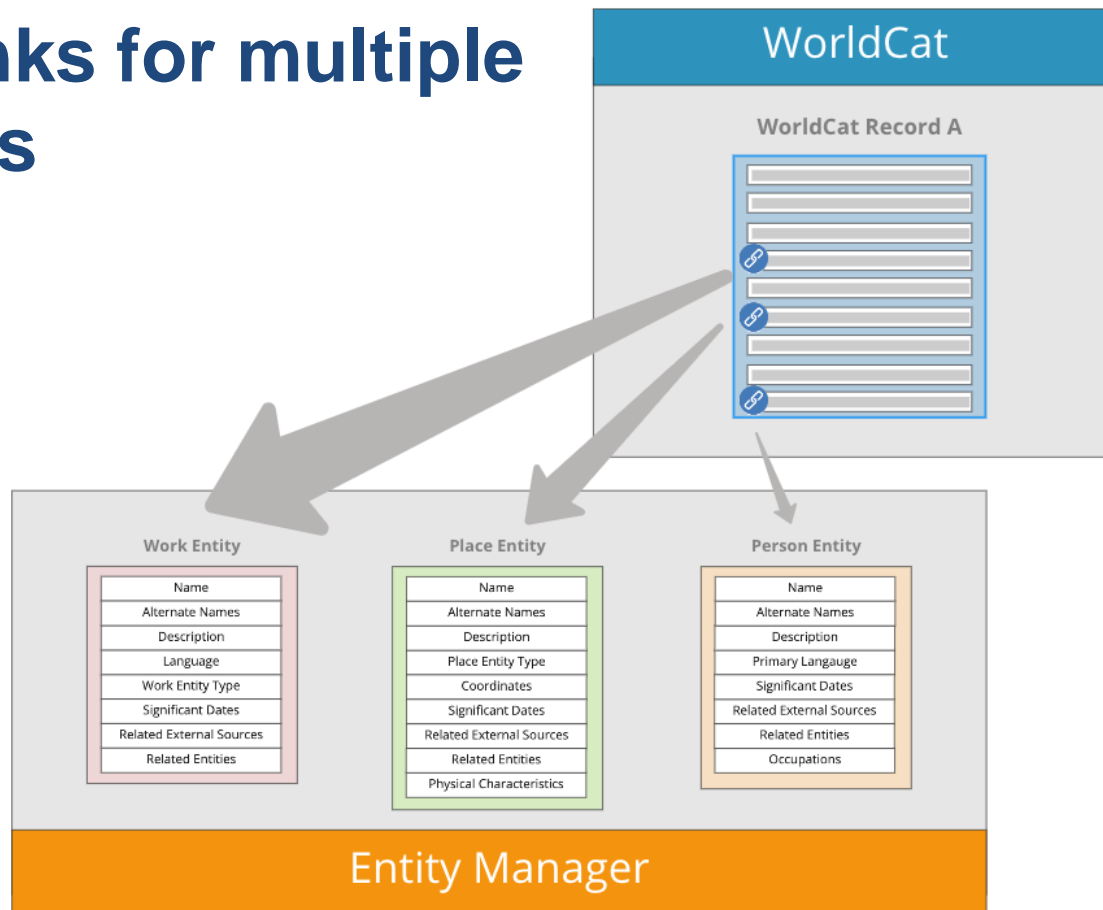 nks for multiple
s
WorldCat
WorldCat Record A
Work Entity
Name
Alternate Names
Description
Language
Work Entity Type
Significant Dates
Related External Sources
Related Entities
Place Entity
Name
Alternate Names
Description
Place Entity Type
Coordinates
Significant Dates
Related External Sources
Related Entities
Physical Characteristics
Person Entity
Name
Alternate Names
Description
Primary Langauge
Significant Dates
Related External Sources
Related Entities
Occupations
Entity Manager